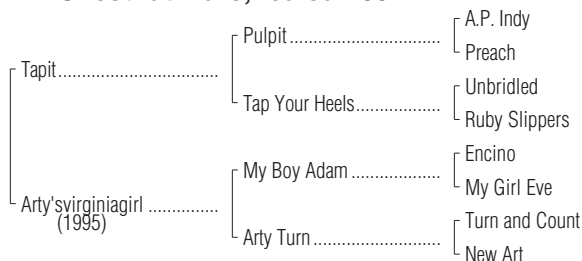 A.P. Indy
Pulpit
Preach
Tapit
Unbridled
Tap Your Heels
Ruby Slippers
Encino
My Boy Adam
My Girl Eve
Arty'svirginiagirl
(1995)
Turn and Count
Arty Turn
New Art